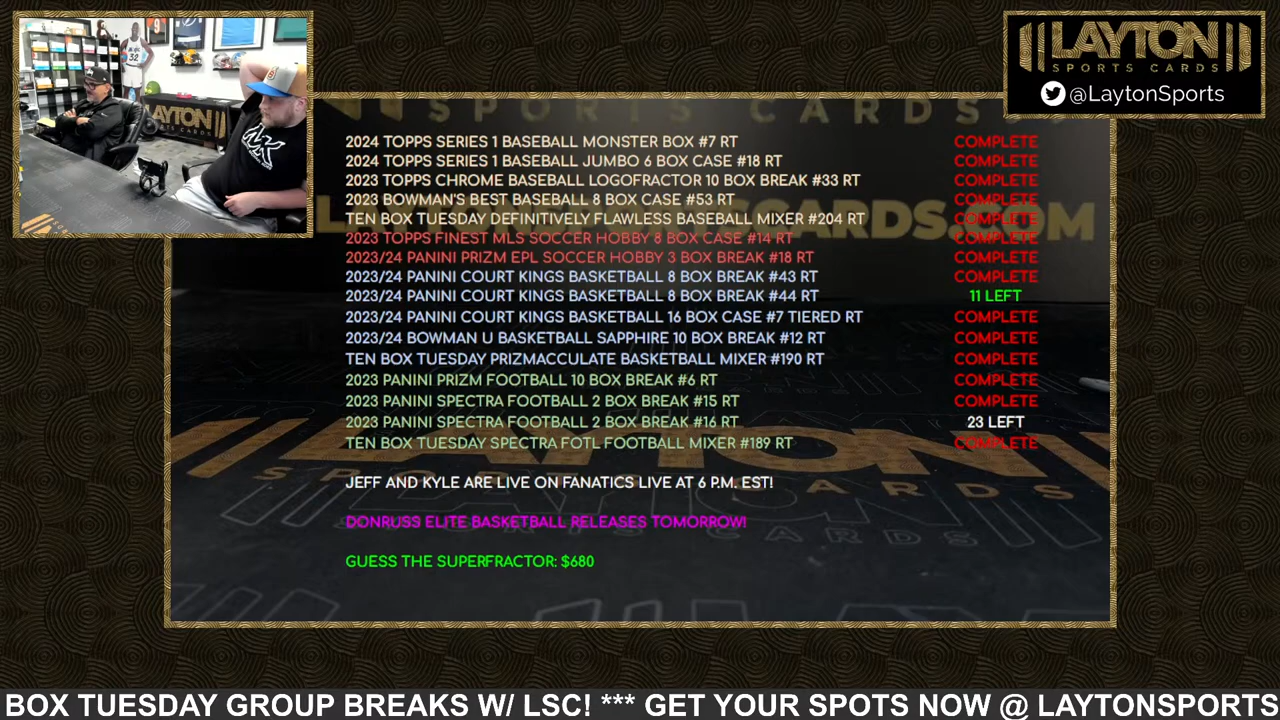 LAYTON
SPORTS CARDS
@LaytonSports
SPORTS CARDS
2024 TOPPS SERIES 1 BASEBALL MONSTER BOX #7 RT COMPLETE
2024 TOPPS SERIES 1 BASEBALL JUMBO 6 BOX CASE #18 RT COMPLETE
2023 TOPPS CHROME BASEBALL LOGOFRACTOR 10 BOX BREAK #33 RT COMPLETE
2023 BOWMAN'S BEST BASEBALL 8 BOX CASE #53 RT COMPLETE
TEN BOX TUESDAY DEFINITIVELY FLAWLESS BASEBALL MIXER #204 RT COMPLETE
2023 TOPPS FINEST MLS SOCCER HOBBY 8 BOX CASE #14 RT COMPLETE
2023/24 PANINI PRIZM EPL SOCCER HOBBY 3 BOX BREAK #18 RT COMPLETE
2023/24 PANINI COURT KINGS BASKETBALL 8 BOX BREAK #43 RT COMPLETE
2023/24 PANINI COURT KINGS BASKETBALL 8 BOX BREAK #44 RT 11 LEFT
2023/24 PANINI COURT KINGS BASKETBALL 16 BOX CASE #7 TIERED RT COMPLETE
2023/24 BOWMAN U BASKETBALL SAPPHIRE 10 BOX BREAK #12 RT COMPLETE
TEN BOX TUESDAY PRIZMACCULATE BASKETBALL MIXER #190 RT COMPLETE
2023 PANINI PRIZM FOOTBALL 10 BOX BREAK #6 RT COMPLETE
2023 PANINI SPECTRA FOOTBALL 2 BOX BREAK #15 RT COMPLETE
2023 PANINI SPECTRA FOOTBALL 2 BOX BREAK #16 RT 23 LEFT
TEN BOX TUESDAY SPECTRA FOTL FOOTBALL MIXER #189 RT COMPLETE
JEFF AND KYLE ARE LIVE ON FANATICS LIVE AT 6 P.M. EST!
DONRUSS ELITE BASKETBALL RELEASES TOMORROW!
GUESS THE SUPERFRACTOR: $680
BOX TUESDAY GROUP BREAKS W/ LSC! *** GET YOUR SPOTS NOW @ LAYTONSPORTS